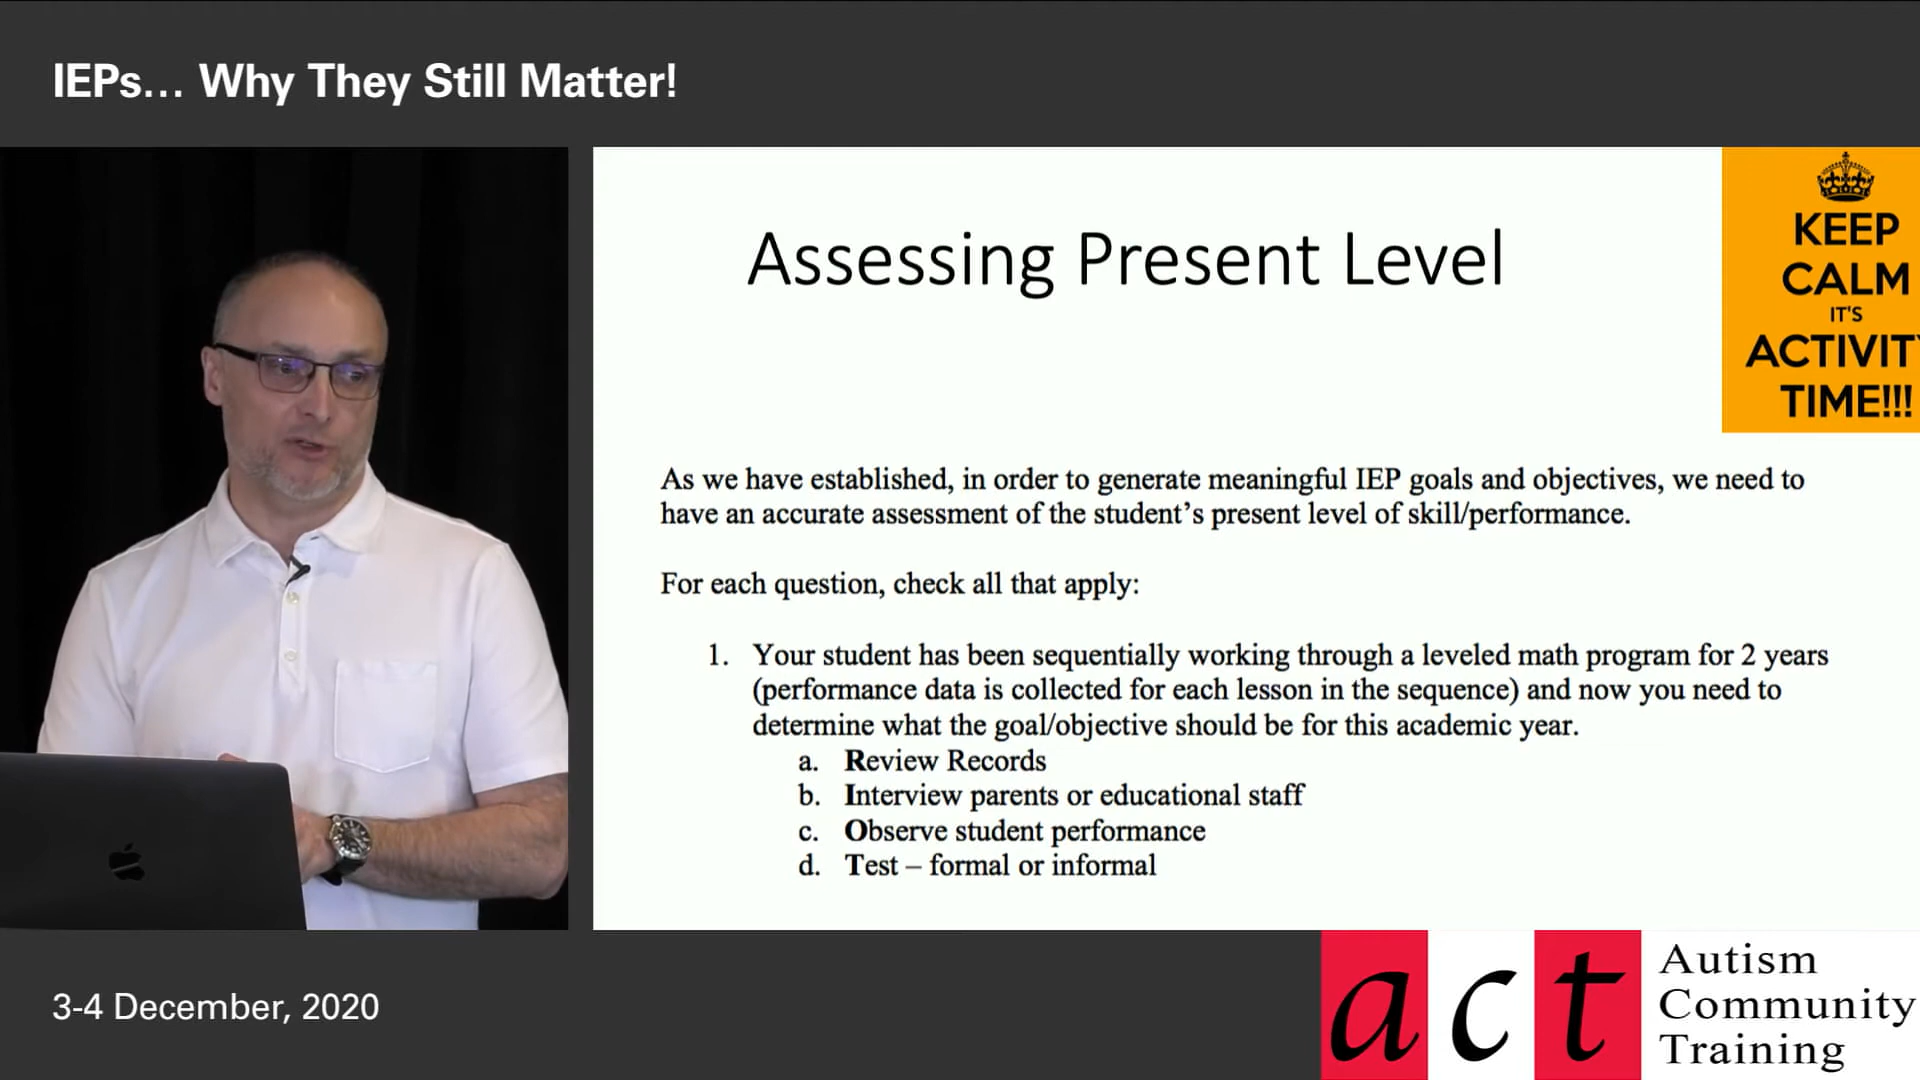 IEPs... Why They Still Matter!
Assessing Present Level
KEEP
CALM
IT'S
ACTIVIT
TIME!!!
As we have established, in order to generate meaningful IEP goals and objectives, we need to
have an accurate assessment of the student's present level of skill/performance.
For each question, check all that apply:
1. Your student has been sequentially working through a leveled math program for 2 years
(performance data is collected for each lesson in the sequence) and now you need to
determine what the goal/objective should be for this academic year.
a. Review Records
b. Interview parents or educational staff
c. Observe student performance
d. Test – formal or informal
3-4 December, 2020
act
Autism
Community
Training